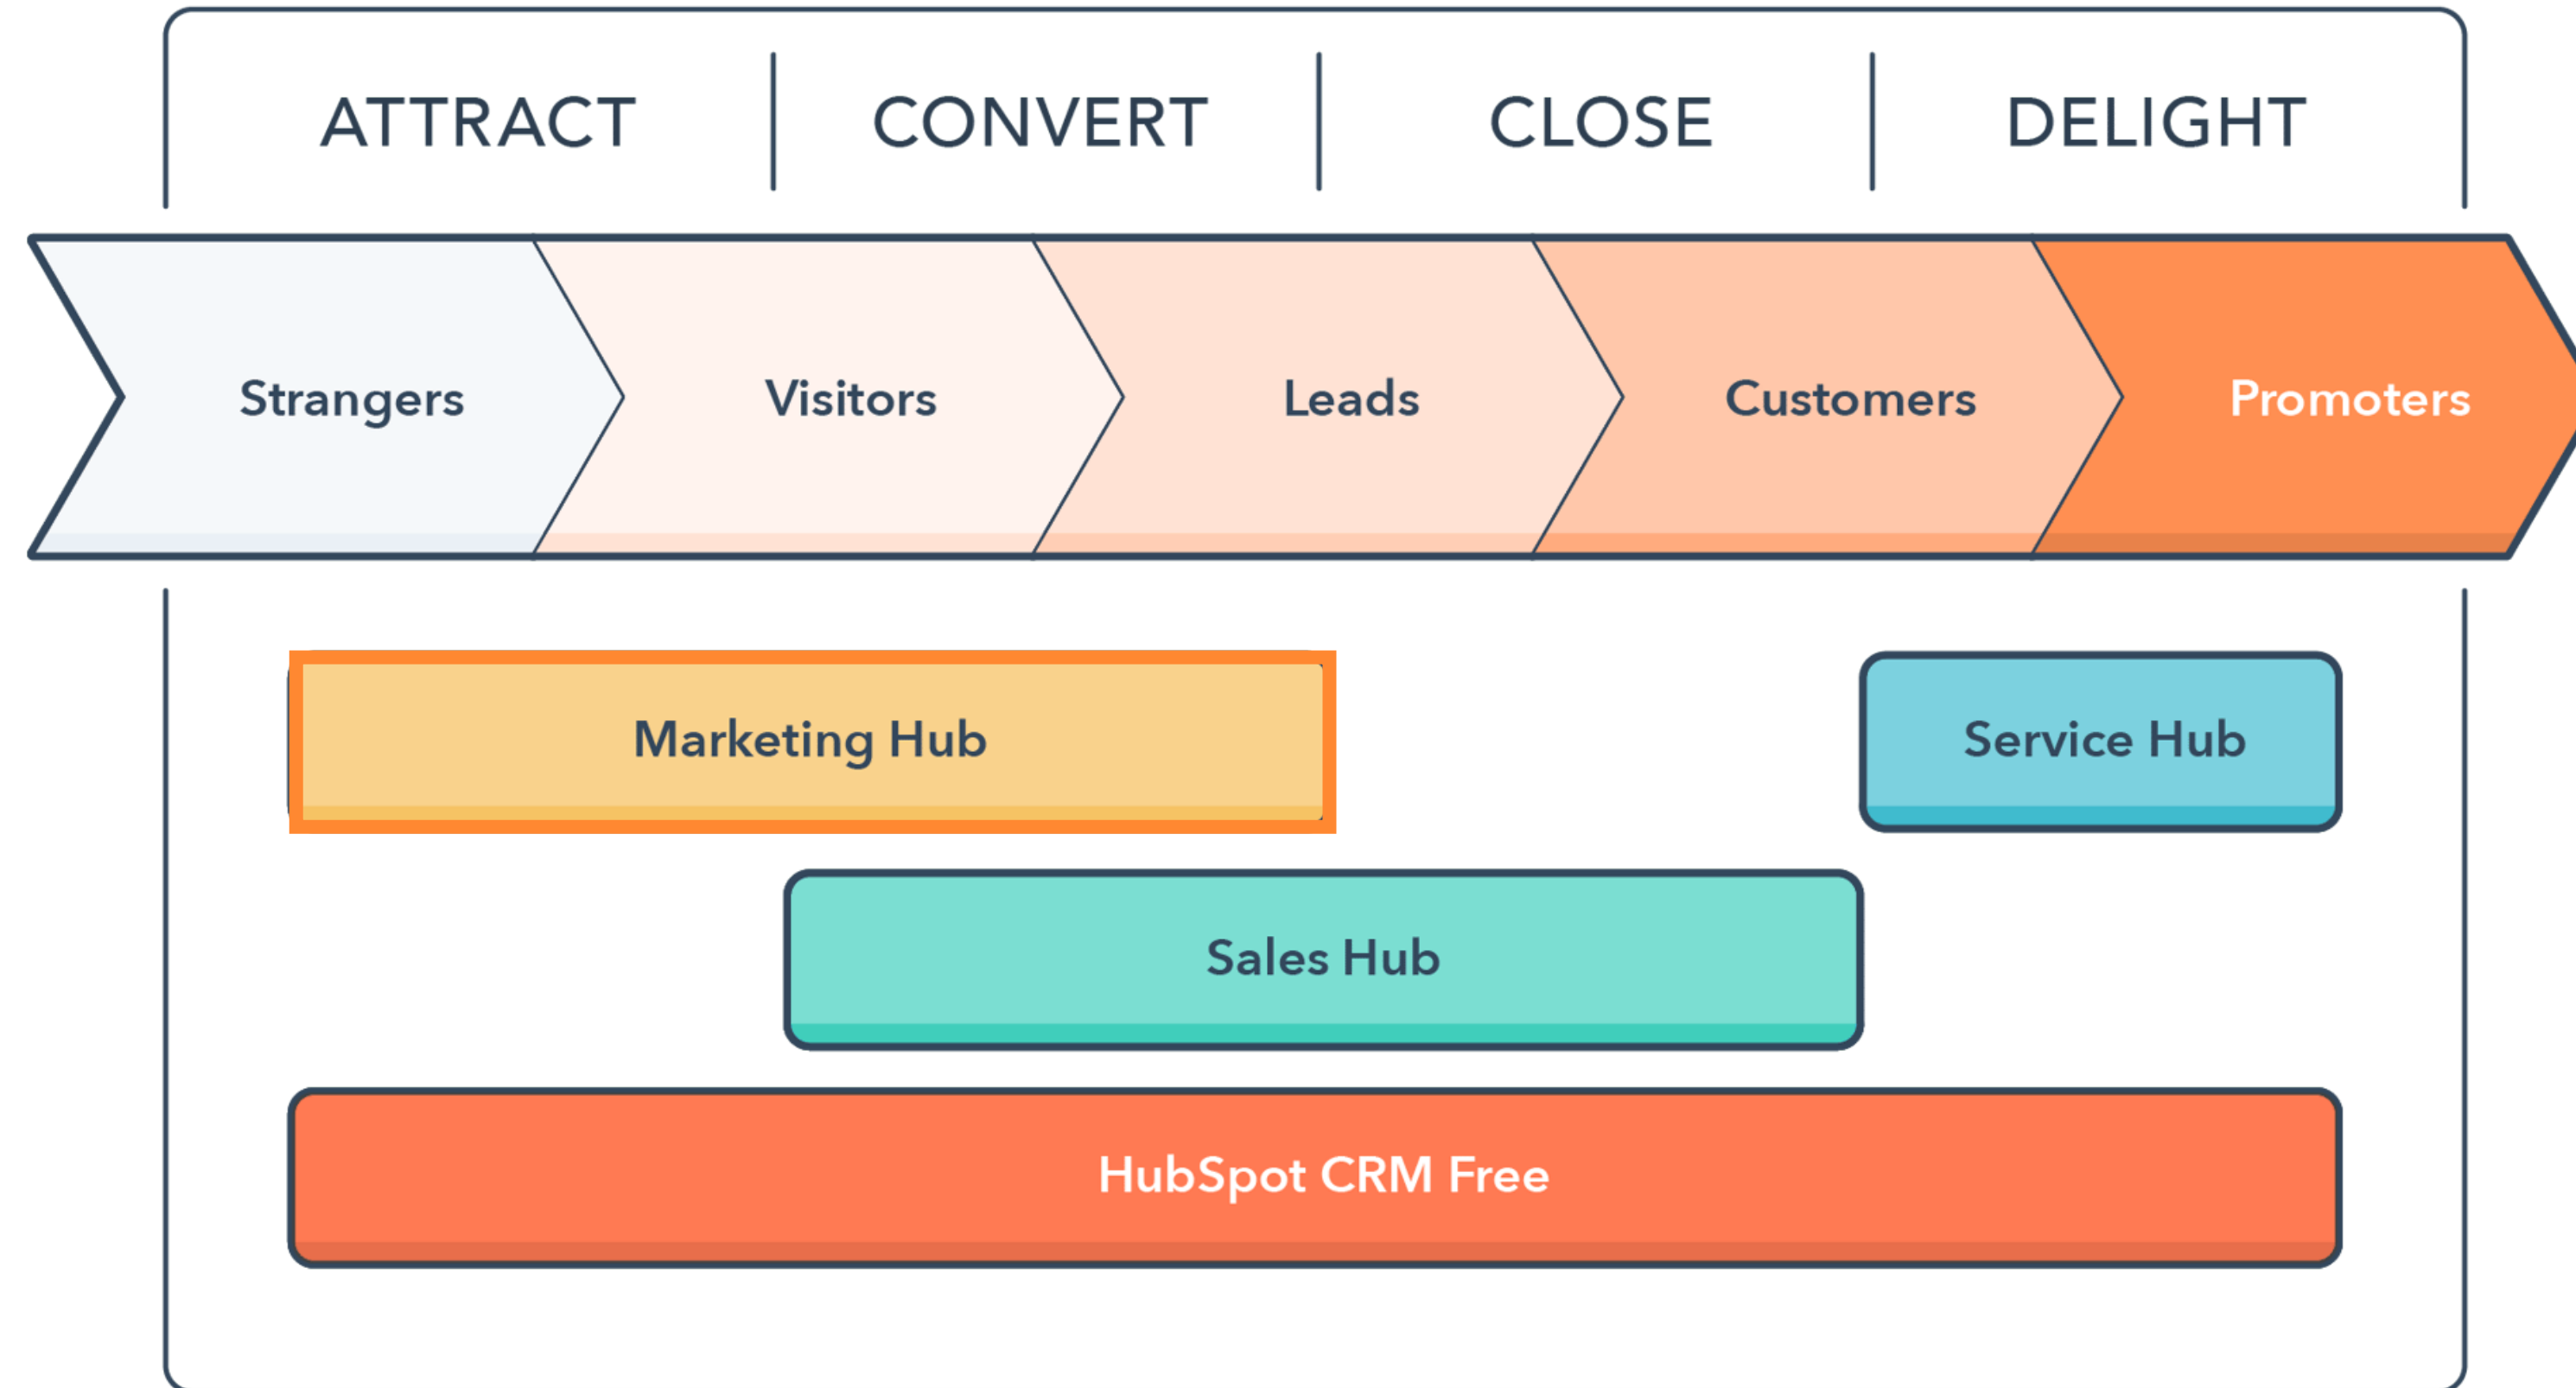 ATTRACT CONVERT CLOSE DELIGHT
Strangers Visitors Leads Customers Promoters
Marketing Hub Service Hub
Sales Hub
HubSpot CRM Free